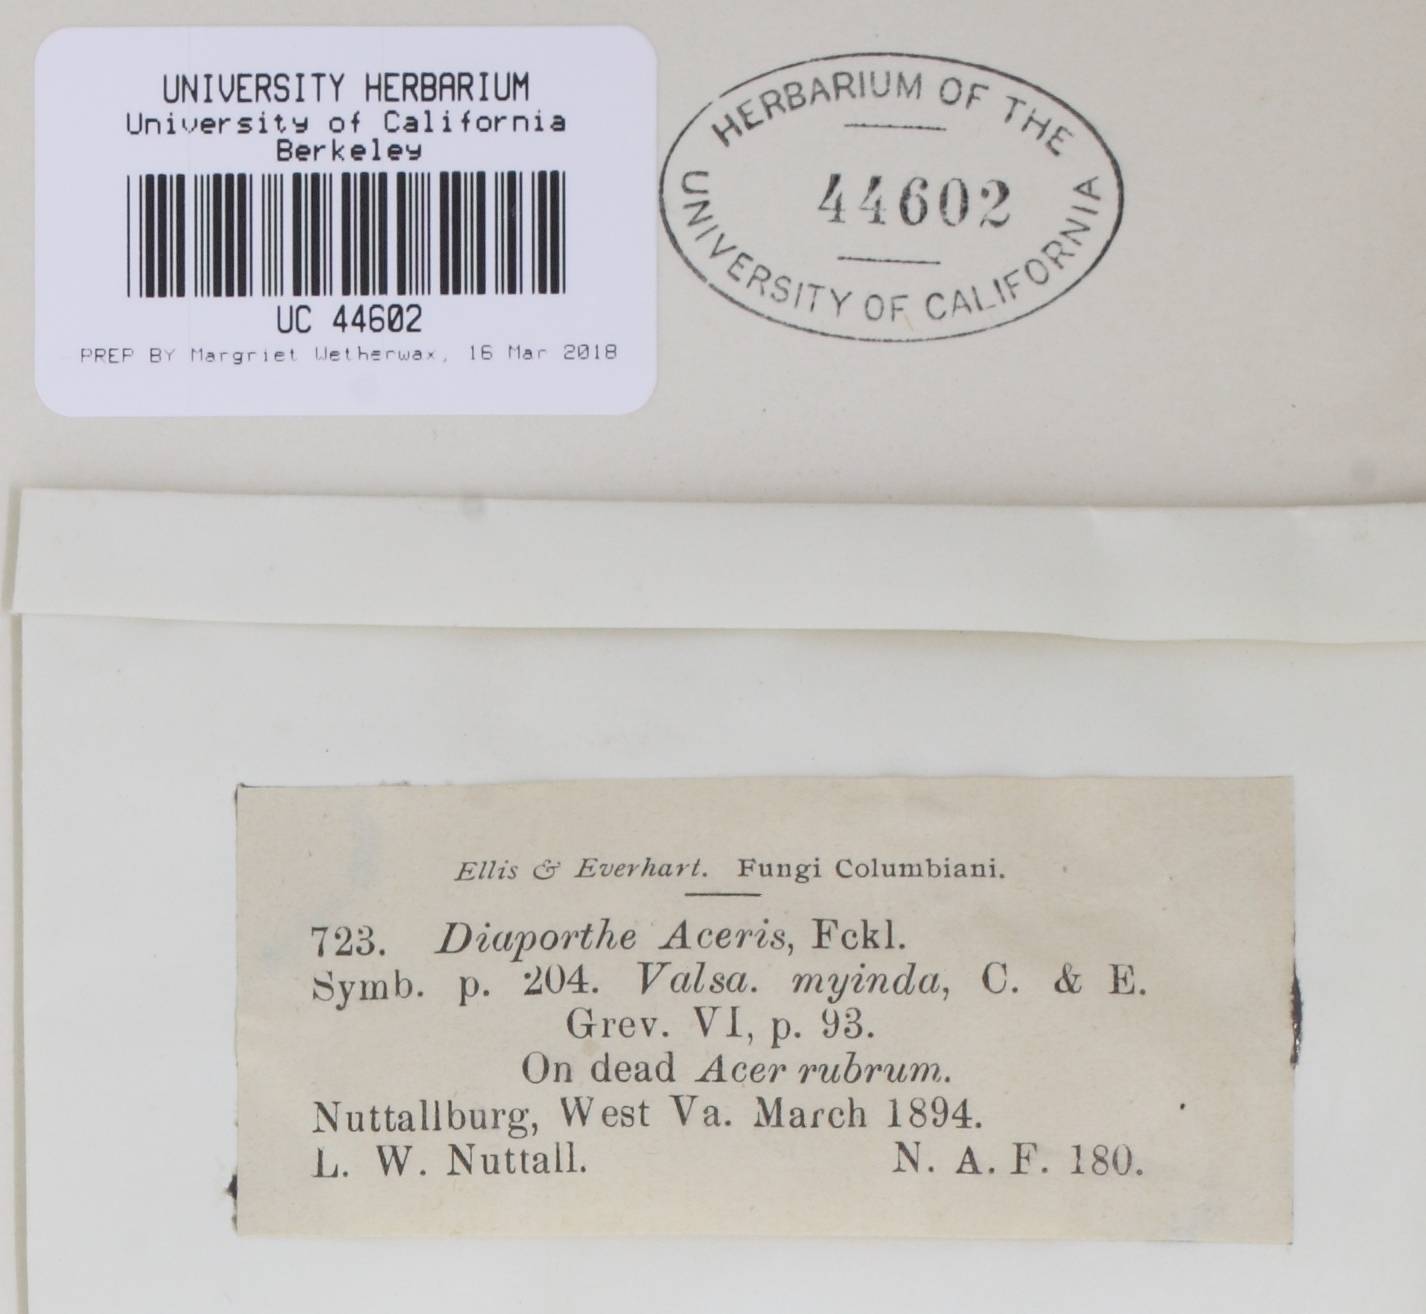 UNIVERSITY HERBARIUM
University of California
Berkeley
UC 44602
PREP BY Margriet Wetherwax, 16 Mar 2018
HERBARIUM OF THE
44602
UNIVERSITY OF CALIFORNIA
Ellis & Everhart. Fungi Columbiani.
723. Diaporthe Aceris, Fckl.
Symb. p. 204. Valsa. myinda, C. & E.
Grev. VI, p. 93.
On dead Acer rubrum.
Nuttallburg, West Va. March 1894.
L. W. Nuttall. N. A. F. 180.